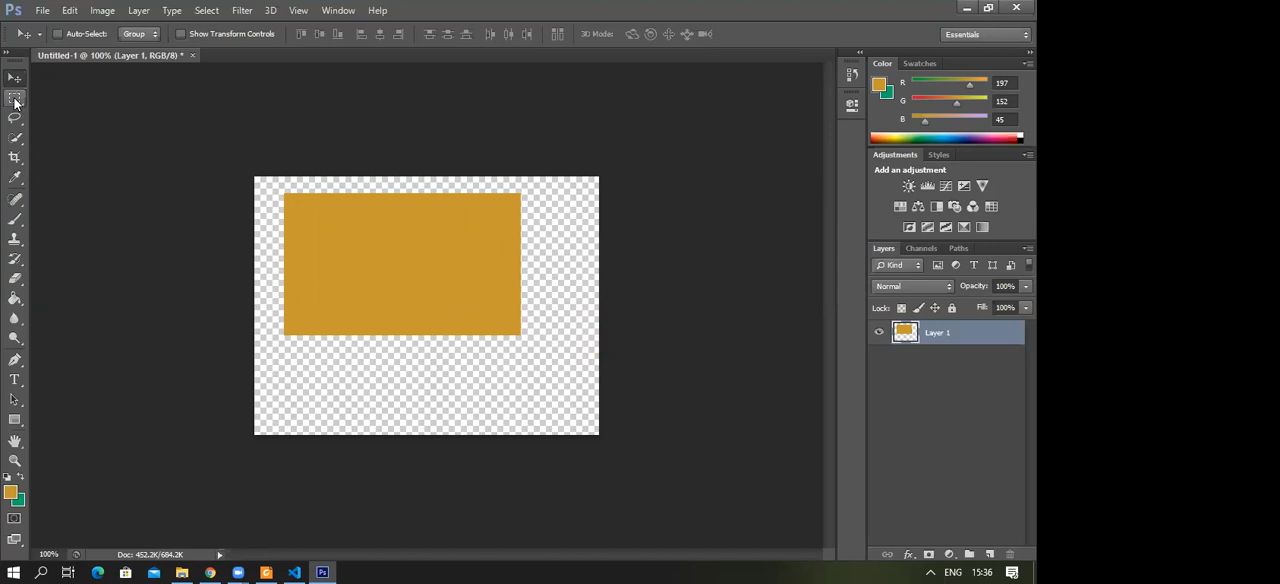 Ps File Edit Image Layer Type Select Filter 3D View Window Help
Auto-Select: Group Show Transform Controls 3D Mode: Essentials
Untitled-1 @ 100% (Layer 1, RGB/8) * ×
Color Swatches
R 197
G 152
B 45
Adjustments Styles
Add an adjustment
Layers Channels Paths
Kind
Normal Opacity: 100%
Lock: Fill: 100%
Layer 1
T
fx
100% Doc: 452.2K/684.2K
Ps ENG 15:36